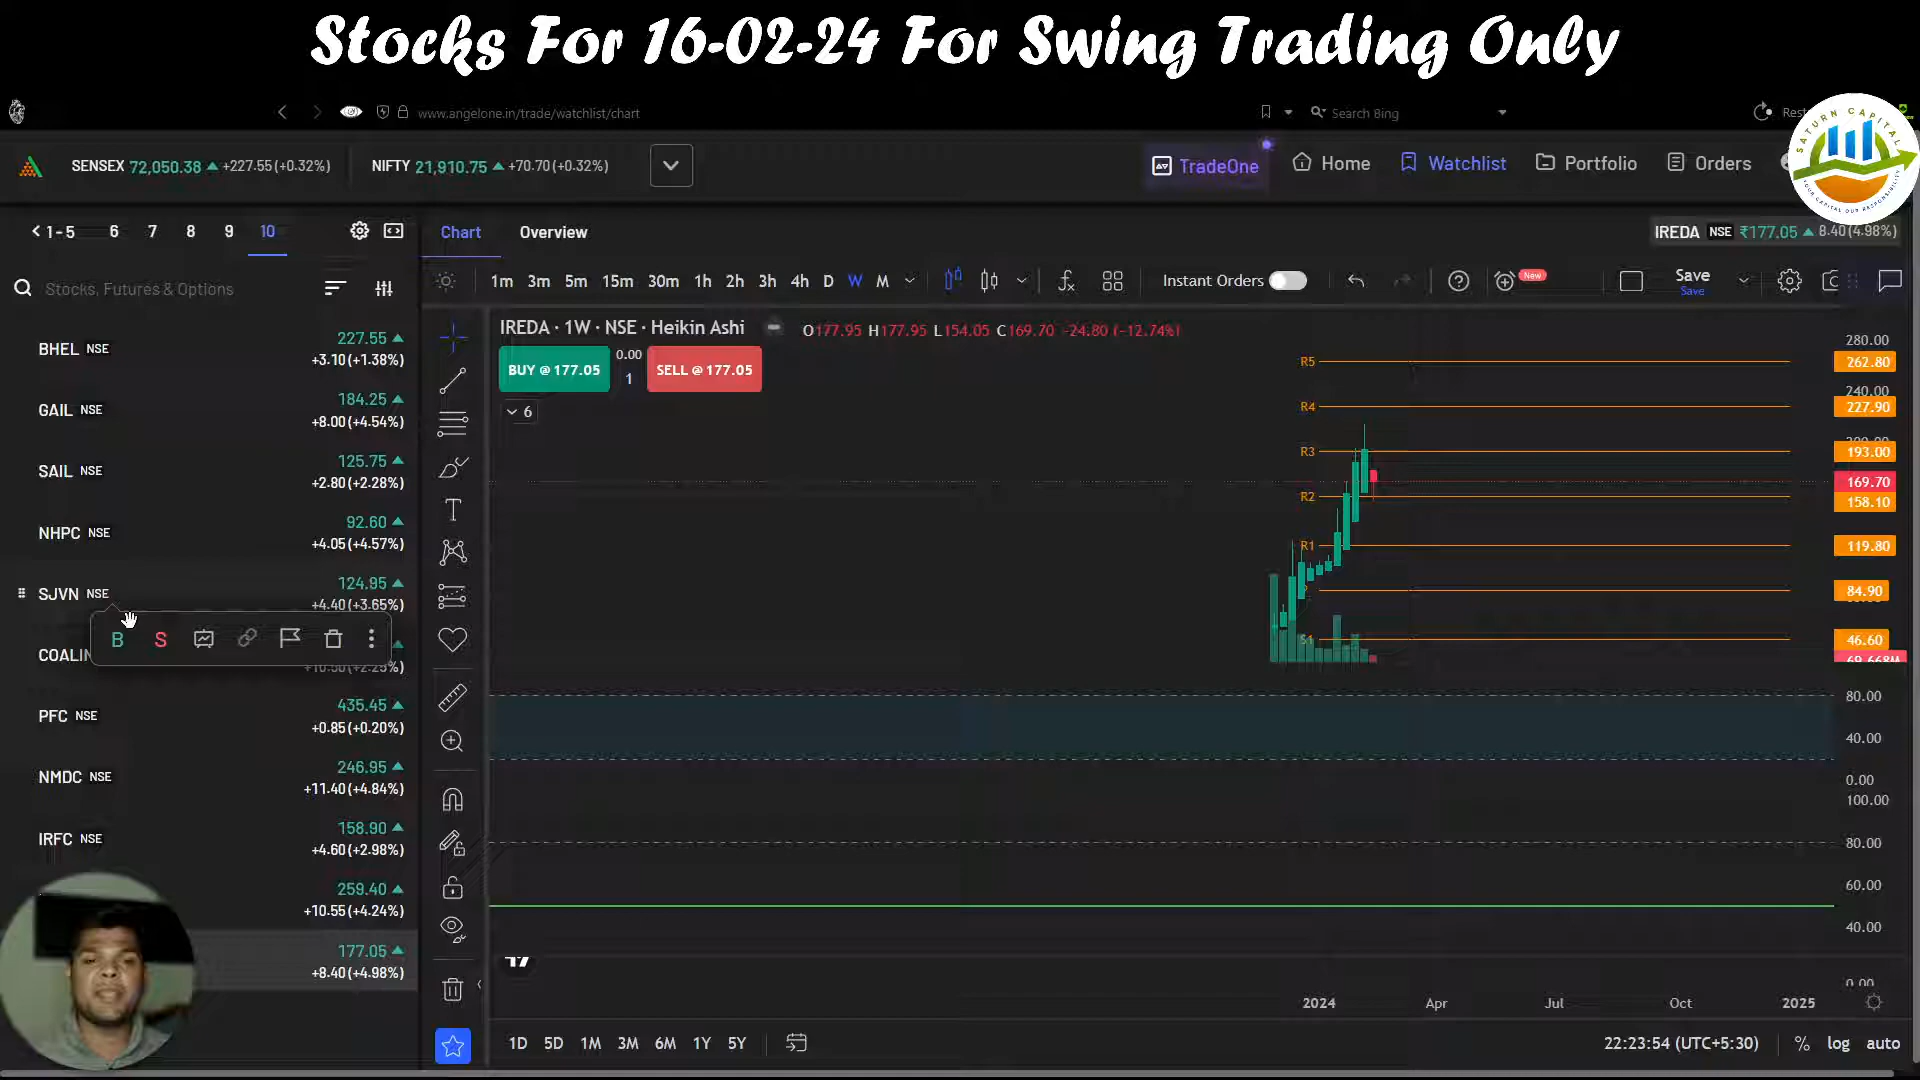 Stocks For 16-02-24 For Swing Trading Only
www.angelone.in/trade/watchlist/chart
Search Bing
SATURN CAPITAL
YOUR CAPITAL OUR RESPONSIBILITY
SENSEX 72,050.38 +227.55(+0.32%)
NIFTY 21,910.75 +70.70(+0.32%)
TradeOne
Home
Watchlist
Portfolio
Orders
1-5 6 7 8 9 10
Chart
Overview
IREDA NSE ₹177.05 8.40(4.98%)
Stocks, Futures & Options
1m 3m 5m 15m 30m 1h 2h 3h 4h D W M
Instant Orders
New
Save
Save
IREDA · 1W · NSE · Heikin Ashi
O177.95 H177.95 L154.05 C169.70 -24.80 (-12.74%)
BUY @ 177.05
0.00
1
SELL @ 177.05
6
BHEL NSE 227.55
+3.10(+1.38%)
GAIL NSE 184.25
+8.00(+4.54%)
SAIL NSE 125.75
+2.80(+2.28%)
NHPC NSE 92.60
+4.05(+4.57%)
SJVN NSE 124.95
+4.40(+3.65%)
B S
PFC NSE 435.45
+0.85(+0.20%)
NMDC NSE 246.95
+11.40(+4.84%)
IRFC NSE 158.90
+4.60(+2.98%)
259.40
+10.55(+4.24%)
177.05
+8.40(+4.98%)
R5
R4
R3
R2
R1
S1
280.00
262.80
240.00
227.90
193.00
169.70
158.10
119.80
84.90
46.60
69.668M
80.00
40.00
0.00
100.00
80.00
60.00
40.00
0.00
2024 Apr Jul Oct 2025
1D 5D 1M 3M 6M 1Y 5Y
22:23:54 (UTC+5:30) % log auto